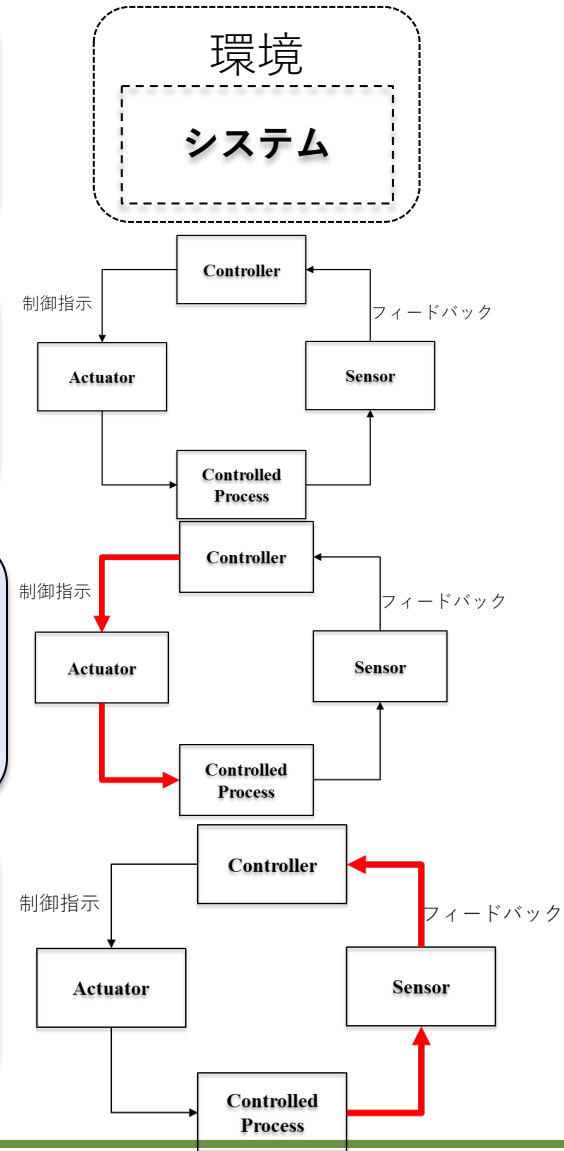 環境
システム
Controller
制御指示
フィードバック
Actuator
Sensor
Controlled
Process
Controller
制御指示
フィードバック
Actuator
Sensor
Controlled
Process
Controller
制御指示
フィードバック
Actuator
Sensor
Controlled
Process